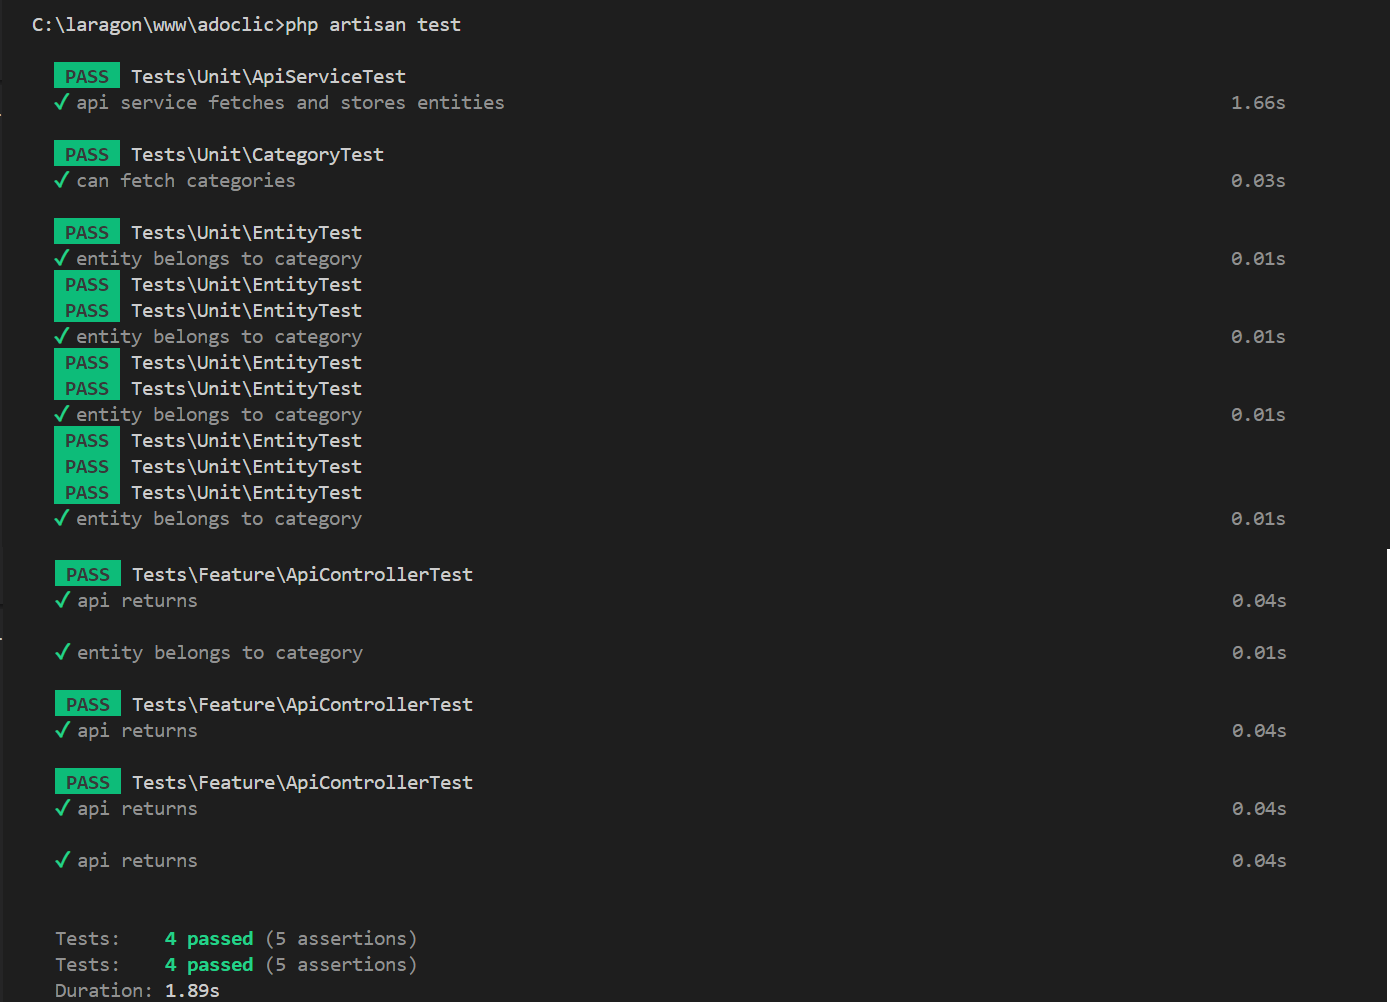 C:\laragon\www\adoclic>php artisan test
PASS Tests\Unit\ApiServiceTest
✓ api service fetches and stores entities 1.66s
PASS Tests\Unit\CategoryTest
✓ can fetch categories 0.03s
PASS Tests\Unit\EntityTest
✓ entity belongs to category 0.01s
PASS Tests\Unit\EntityTest
PASS Tests\Unit\EntityTest
✓ entity belongs to category 0.01s
PASS Tests\Unit\EntityTest
PASS Tests\Unit\EntityTest
✓ entity belongs to category 0.01s
PASS Tests\Unit\EntityTest
PASS Tests\Unit\EntityTest
PASS Tests\Unit\EntityTest
✓ entity belongs to category 0.01s
PASS Tests\Feature\ApiControllerTest
✓ api returns 0.04s
✓ entity belongs to category 0.01s
PASS Tests\Feature\ApiControllerTest
✓ api returns 0.04s
PASS Tests\Feature\ApiControllerTest
✓ api returns 0.04s
✓ api returns 0.04s
Tests: 4 passed (5 assertions)
Tests: 4 passed (5 assertions)
Duration: 1.89s